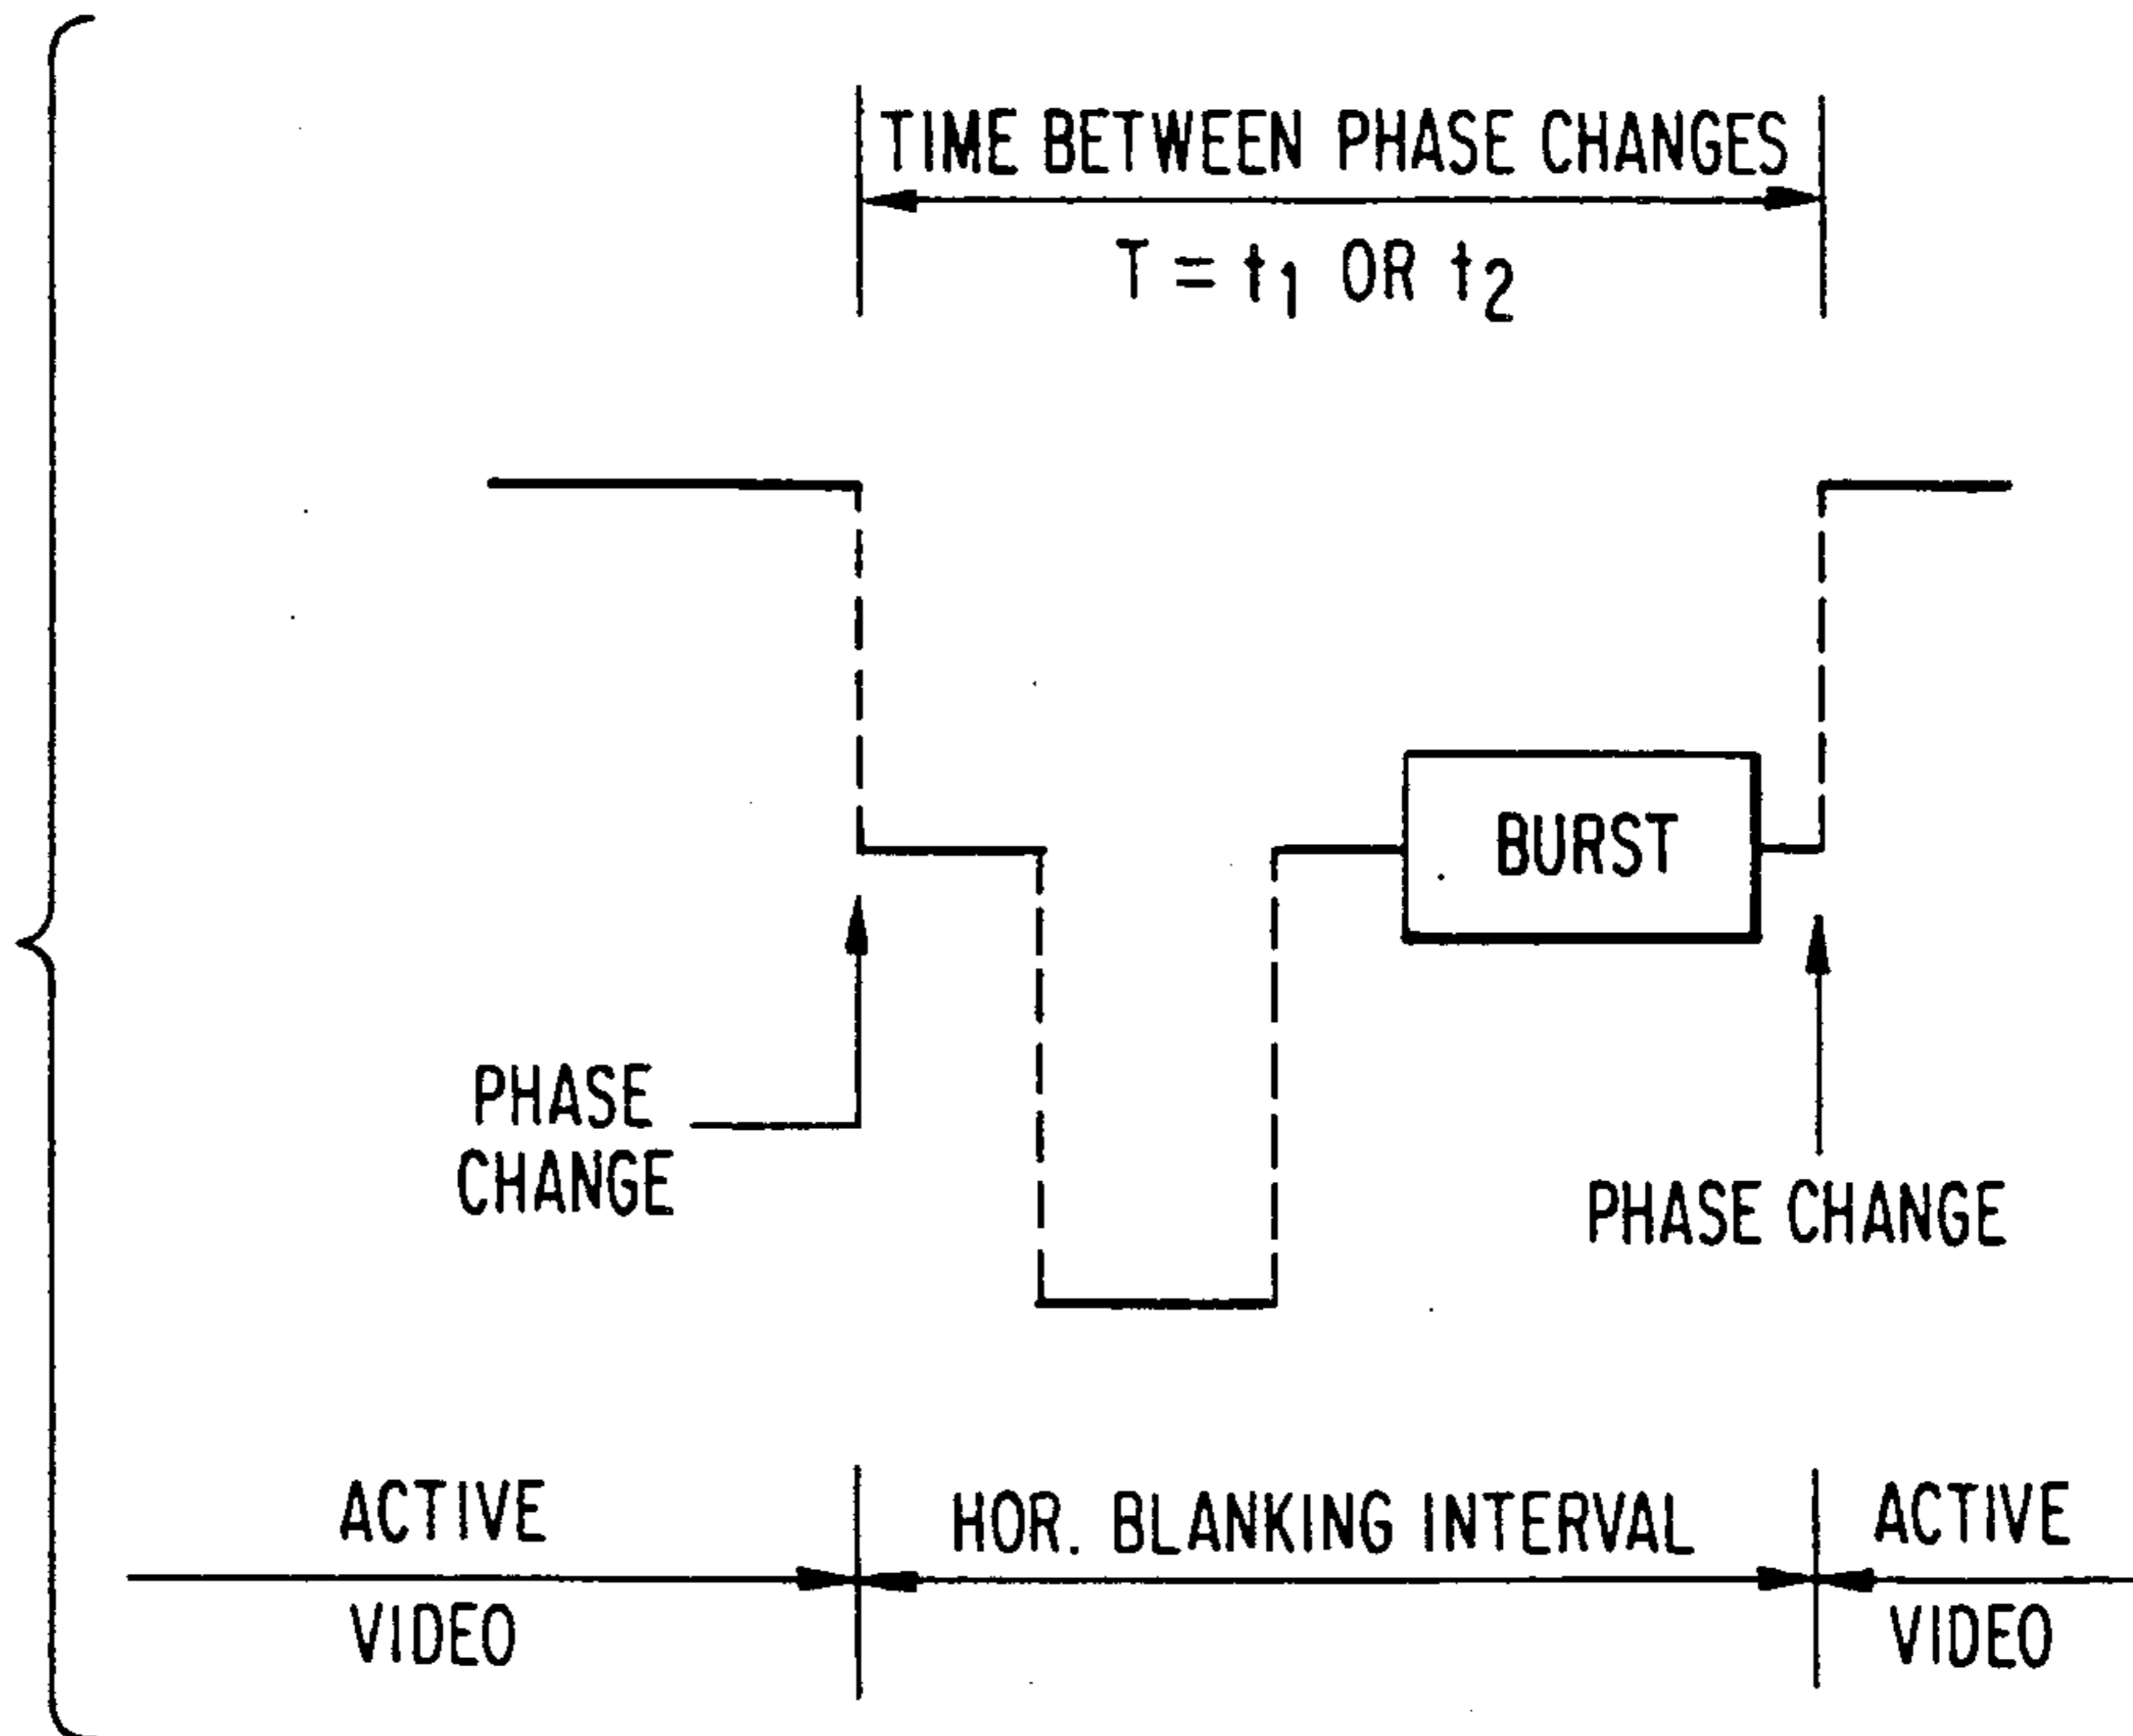 TIME BETWEEN PHASE CHANGES
T = t1 OR t2
BURST
PHASE
CHANGE
PHASE CHANGE
ACTIVE
VIDEO
HOR. BLANKING INTERVAL
ACTIVE
VIDEO